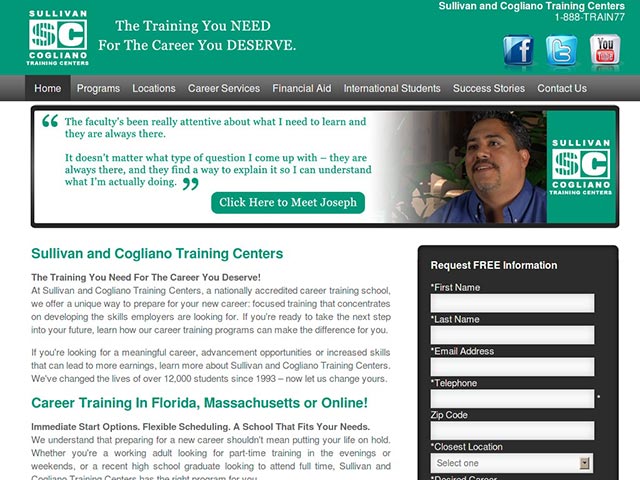 SULLIVAN
SC
COGLIANO
TRAINING CENTERS
The Training You NEED
For The Career You DESERVE.
Sullivan and Cogliano Training Centers
1-888-TRAIN77
f
t
You
Tube
Home Programs Locations Career Services Financial Aid International Students Success Stories Contact Us
“ The faculty's been really attentive about what I need to learn and
they are always there.
It doesn't matter what type of question I come up with – they are
always there, and they find a way to explain it so I can understand
what I'm actually doing. ”
Click Here to Meet Joseph
SULLIVAN
SC
COGLIANO
TRAINING CENTERS
Sullivan and Cogliano Training Centers
The Training You Need For The Career You Deserve!
At Sullivan and Cogliano Training Centers, a nationally accredited career training school,
we offer a unique way to prepare for your new career: focused training that concentrates
on developing the skills employers are looking for. If you're ready to take the next step
into your future, learn how our career training programs can make the difference for you.
If you're looking for a meaningful career, advancement opportunities or increased skills
that can lead to more earnings, learn more about Sullivan and Cogliano Training Centers.
We've changed the lives of over 12,000 students since 1993 – now let us change yours.
Career Training In Florida, Massachusetts or Online!
Immediate Start Options. Flexible Scheduling. A School That Fits Your Needs.
We understand that preparing for a new career shouldn't mean putting your life on hold.
Whether you're a working adult looking for part-time training in the evenings or
weekends, or a recent high school graduate looking to attend full time, Sullivan and
Cogliano Training Centers has the right program for you.
Request FREE Information
*First Name
*Last Name
*Email Address
*Telephone
*
Zip Code
*Closest Location
Select one
*Desired Career